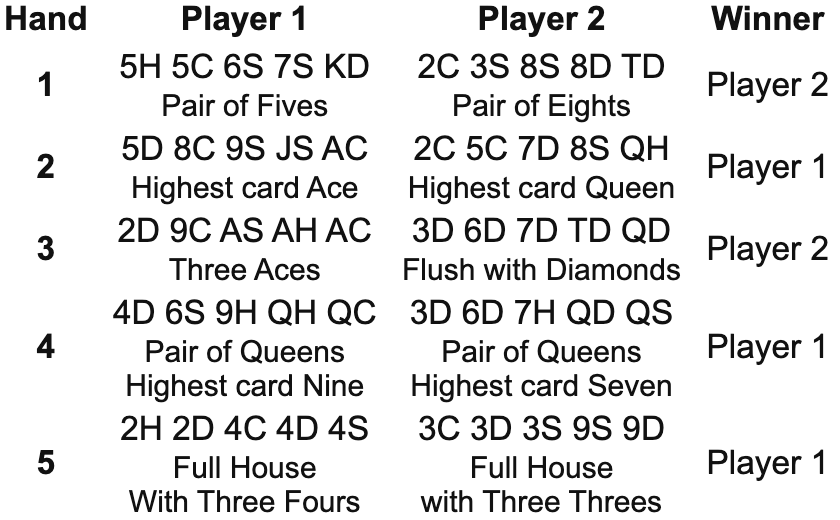 Hand Player 1 Player 2 Winner
1 5H 5C 6S 7S KD 2C 3S 8S 8D TD Player 2
Pair of Fives Pair of Eights
2 5D 8C 9S JS AC 2C 5C 7D 8S QH Player 1
Highest card Ace Highest card Queen
3 2D 9C AS AH AC 3D 6D 7D TD QD Player 2
Three Aces Flush with Diamonds
4D 6S 9H QH QC 3D 6D 7H QD QS
4 Pair of Queens Pair of Queens Player 1
Highest card Nine Highest card Seven
2H 2D 4C 4D 4S 3C 3D 3S 9S 9D
5 Full House Full House Player 1
With Three Fours with Three Threes